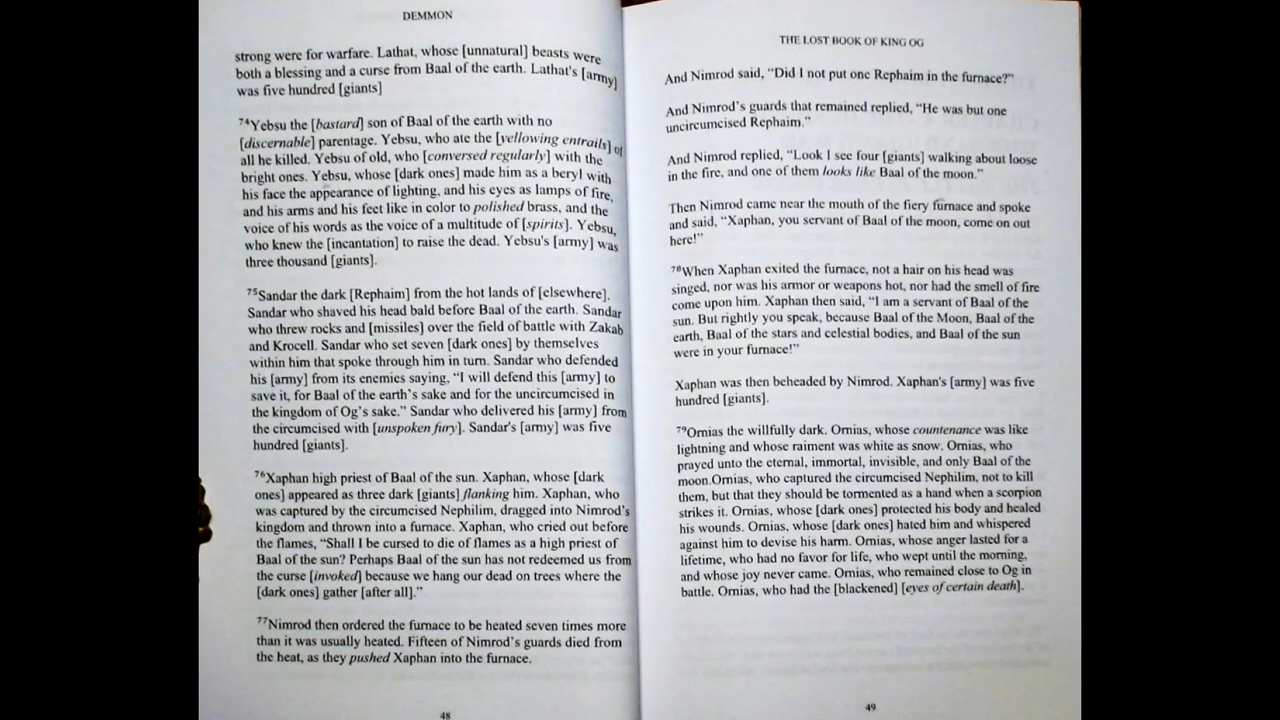 DEMMON
strong were for warfare. Lathat, whose [unnatural] beasts were
both a blessing and a curse from Baal of the earth. Lathat's [army]
was five hundred [giants]
74Yebsu the [bastard] son of Baal of the earth with no
[discernable] parentage. Yebsu, who ate the [yellowing entrails] of
all he killed. Yebsu of old, who [conversed regularly] with the
bright ones. Yebsu, whose [dark ones] made him as a beryl with
his face the appearance of lighting, and his eyes as lamps of fire,
and his arms and his feet like in color to polished brass, and the
voice of his words as the voice of a multitude of [spirits]. Yebsu,
who knew the [incantation] to raise the dead. Yebsu's [army] was
three thousand [giants].
75Sandar the dark [Rephaim] from the hot lands of [elsewhere].
Sandar who shaved his head bald before Baal of the earth. Sandar
who threw rocks and [missiles] over the field of battle with Zakab
and Krocell. Sandar who set seven [dark ones] by themselves
within him that spoke through him in turn. Sandar who defended
his [army] from its enemies saying, “I will defend this [army] to
save it, for Baal of the earth’s sake and for the uncircumcised in
the kingdom of Og’s sake.” Sandar who delivered his [army] from
the circumcised with [unspoken fury]. Sandar's [army] was five
hundred [giants].
76Xaphan high priest of Baal of the sun. Xaphan, whose [dark
ones] appeared as three dark [giants] flanking him. Xaphan, who
was captured by the circumcised Nephilim, dragged into Nimrod’s
kingdom and thrown into a furnace. Xaphan, who cried out before
the flames, “Shall I be cursed to die of flames as a high priest of
Baal of the sun? Perhaps Baal of the sun has not redeemed us from
the curse [invoked] because we hang our dead on trees where the
[dark ones] gather [after all].”
77Nimrod then ordered the furnace to be heated seven times more
than it was usually heated. Fifteen of Nimrod’s guards died from
the heat, as they pushed Xaphan into the furnace.
48
THE LOST BOOK OF KING OG
And Nimrod said, “Did I not put one Rephaim in the furnace?”
And Nimrod’s guards that remained replied, “He was but one
uncircumcised Rephaim.”
And Nimrod replied, “Look I see four [giants] walking about loose
in the fire, and one of them looks like Baal of the moon.”
Then Nimrod came near the mouth of the fiery furnace and spoke
and said, “Xaphan, you servant of Baal of the moon, come on out
here!”
78When Xaphan exited the furnace, not a hair on his head was
singed, nor was his armor or weapons hot, nor had the smell of fire
come upon him. Xaphan then said, “I am a servant of Baal of the
sun. But rightly you speak, because Baal of the Moon, Baal of the
earth, Baal of the stars and celestial bodies, and Baal of the sun
were in your furnace!”
Xaphan was then beheaded by Nimrod. Xaphan's [army] was five
hundred [giants].
79Ornias the willfully dark. Ornias, whose countenance was like
lightning and whose raiment was white as snow. Ornias, who
prayed unto the eternal, immortal, invisible, and only Baal of the
moon.Ornias, who captured the circumcised Nephilim, not to kill
them, but that they should be tormented as a hand when a scorpion
strikes it. Ornias, whose [dark ones] protected his body and healed
his wounds. Ornias, whose [dark ones] hated him and whispered
against him to devise his harm. Ornias, whose anger lasted for a
lifetime, who had no favor for life, who wept until the morning,
and whose joy never came. Ornias, who remained close to Og in
battle. Ornias, who had the [blackened] [eyes of certain death].
49